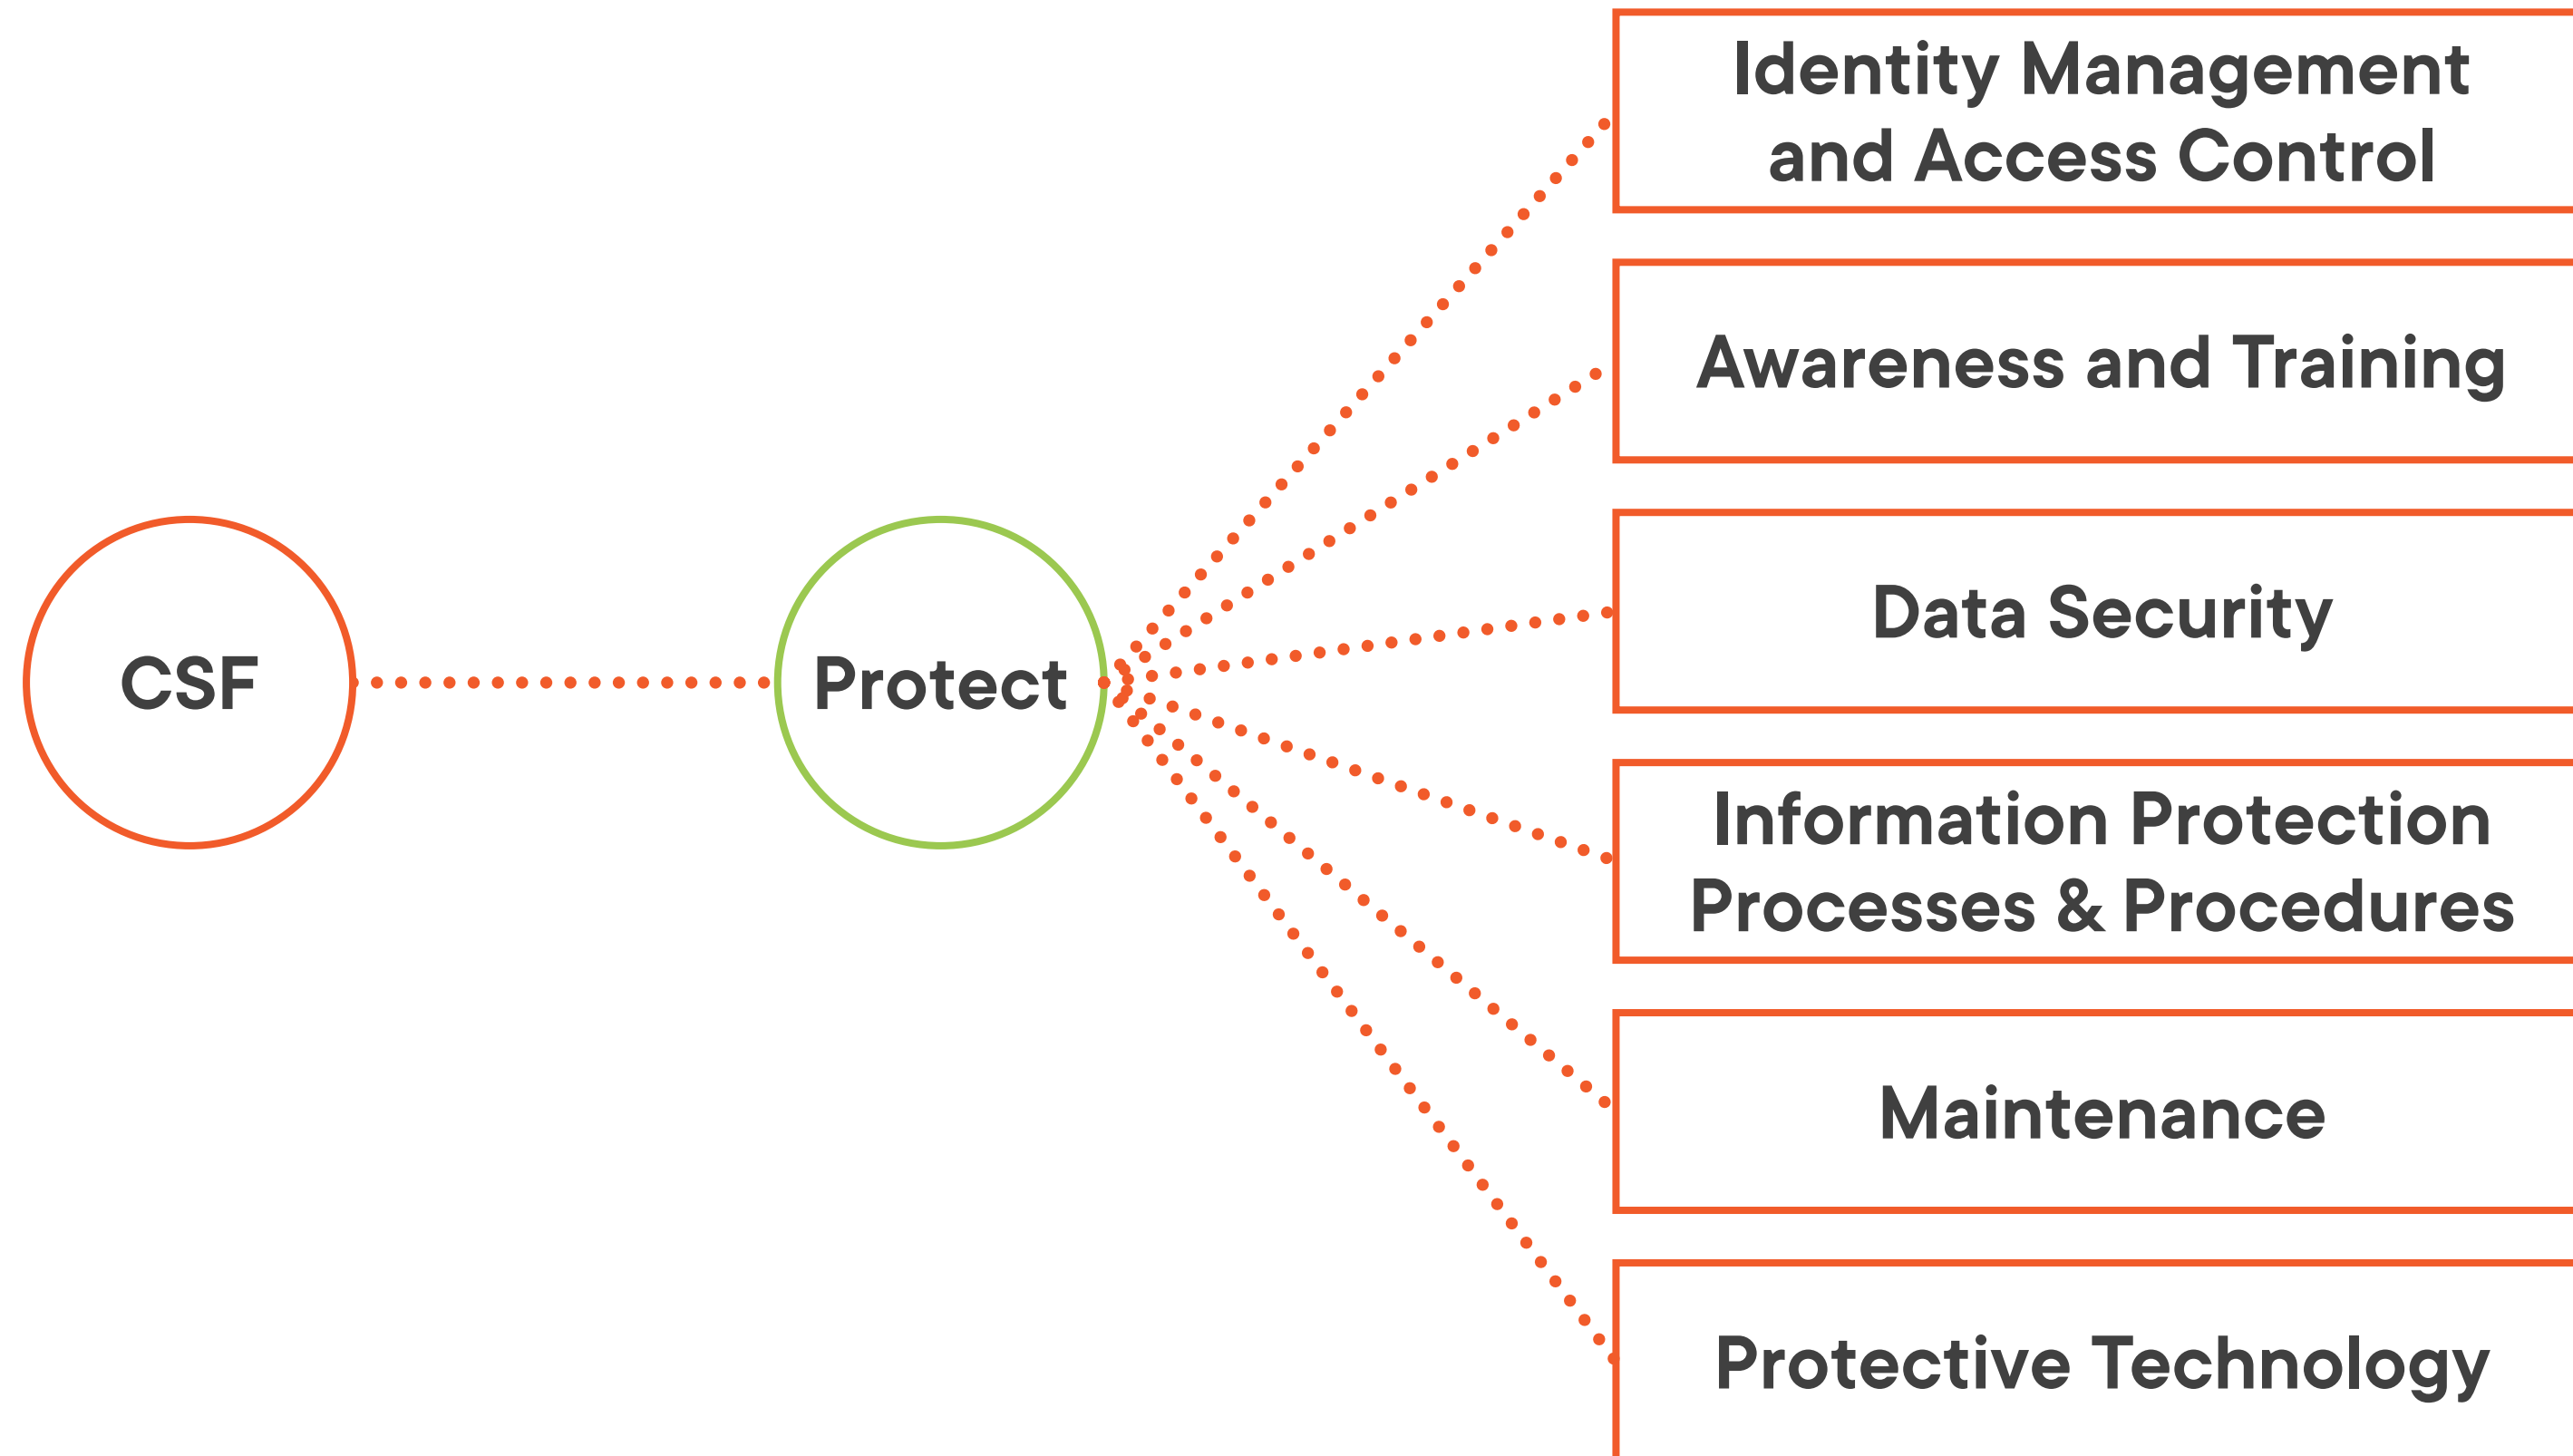 CSF
Protect
Identity Management
and Access Control
Awareness and Training
Data Security
Information Protection
Processes & Procedures
Maintenance
Protective Technology